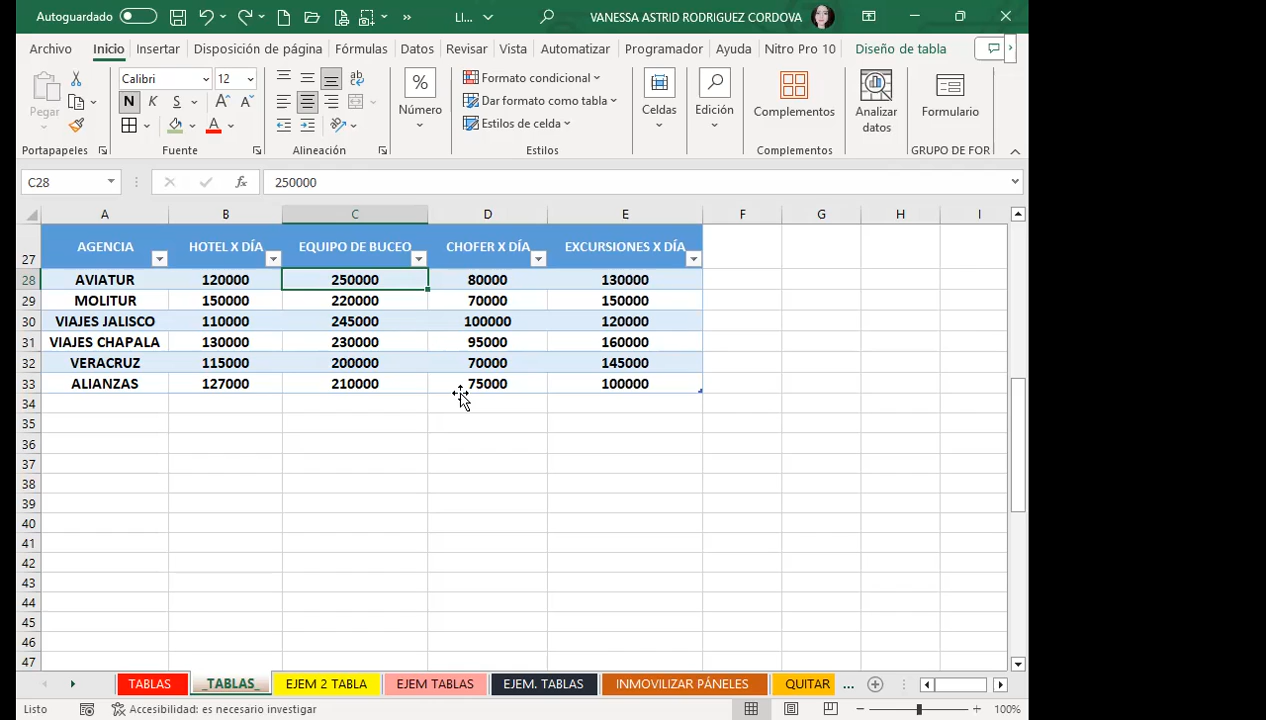 Autoguardado LI... VANESSA ASTRID RODRIGUEZ CORDOVA
Archivo Inicio Insertar Disposición de página Fórmulas Datos Revisar Vista Automatizar Programador Ayuda Nitro Pro 10 Diseño de tabla
Pegar Calibri 12 Número Formato condicional Celdas Edición Complementos Analizar datos Formulario
N K S Dar formato como tabla
Estilos de celda
Portapapeles Fuente Alineación Estilos Complementos GRUPO DE FOR
C28 fx 250000
A B C D E F G H I
27 AGENCIA HOTEL X DÍA EQUIPO DE BUCEO CHOFER X DÍA EXCURSIONES X DÍA
28 AVIATUR 120000 250000 80000 130000
29 MOLITUR 150000 220000 70000 150000
30 VIAJES JALISCO 110000 245000 100000 120000
31 VIAJES CHAPALA 130000 230000 95000 160000
32 VERACRUZ 115000 200000 70000 145000
33 ALIANZAS 127000 210000 75000 100000
34
35
36
37
38
39
40
41
42
43
44
45
46
47
TABLAS _TABLAS_ EJEM 2 TABLA EJEM TABLAS EJEM. TABLAS INMOVILIZAR PÁNELES QUITAR ...
Listo Accesibilidad: es necesario investigar 100%